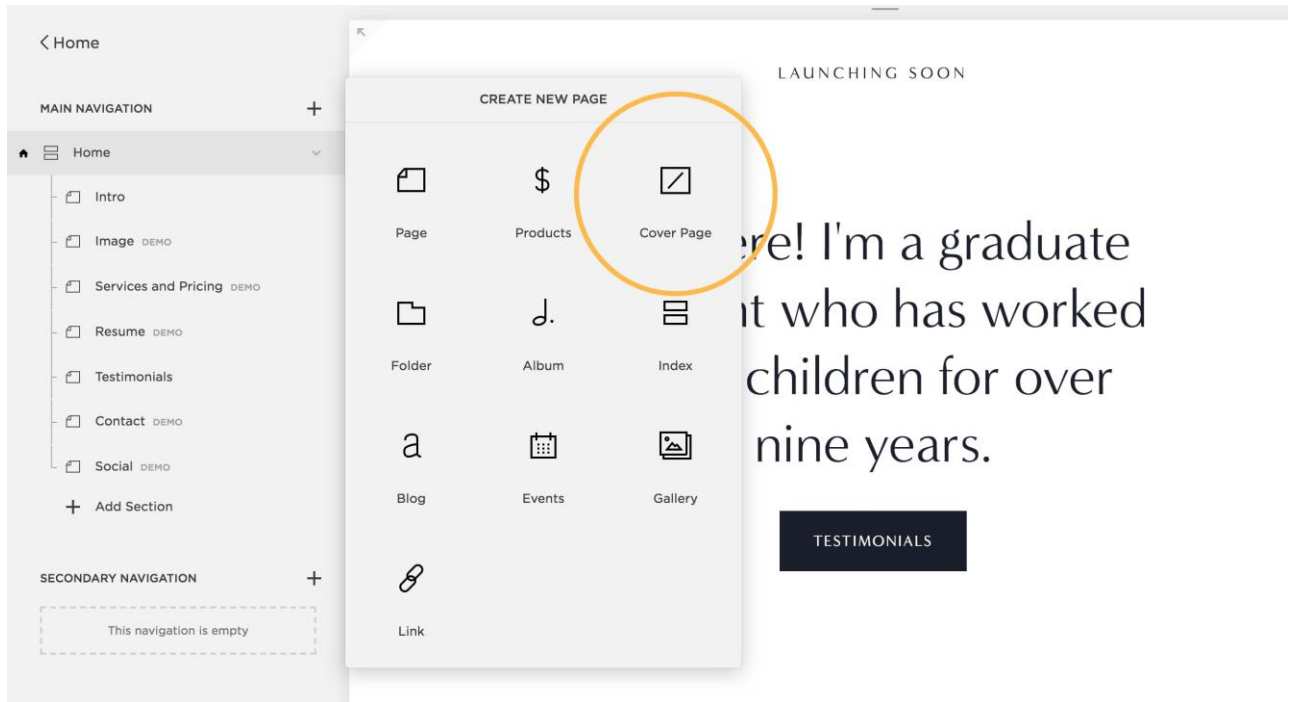 Home
MAIN NAVIGATION
Home
Intro
Image DEMO
Services and Pricing DEMO
Resume DEMO
Testimonials
Contact DEMO
Social DEMO
Add Section
SECONDARY NAVIGATION
This navigation is empty
CREATE NEW PAGE
Page
Products
Cover Page
Folder
Album
Index
Blog
Events
Gallery
Link
LAUNCHING SOON
I'm a graduate
who has worked
children for over
nine years.
TESTIMONIALS